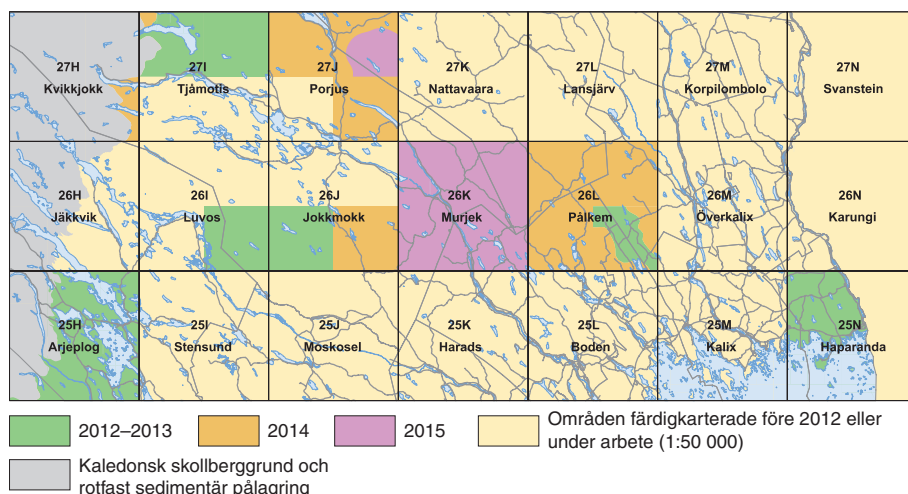 27H
Kvikkjokk
27I
Tjåmotis
27J
Porjus
27K
Nattavaara
27L
Lansjärv
27M
Korpilombolo
27N
Svanstein
26H
Jäkkvik
26I
Luvos
26J
Jokkmokk
26K
Murjek
26L
Pålkem
26M
Överkalix
26N
Karungi
25H
Arjeplog
25I
Stensund
25J
Moskosel
25K
Harads
25L
Boden
25M
Kalix
25N
Haparanda
2012–2013
2014
2015
Områden färdigkarterade före 2012 eller
under arbete (1:50 000)
Kaledonsk skollberggrund och
rotfast sedimentär pålagring